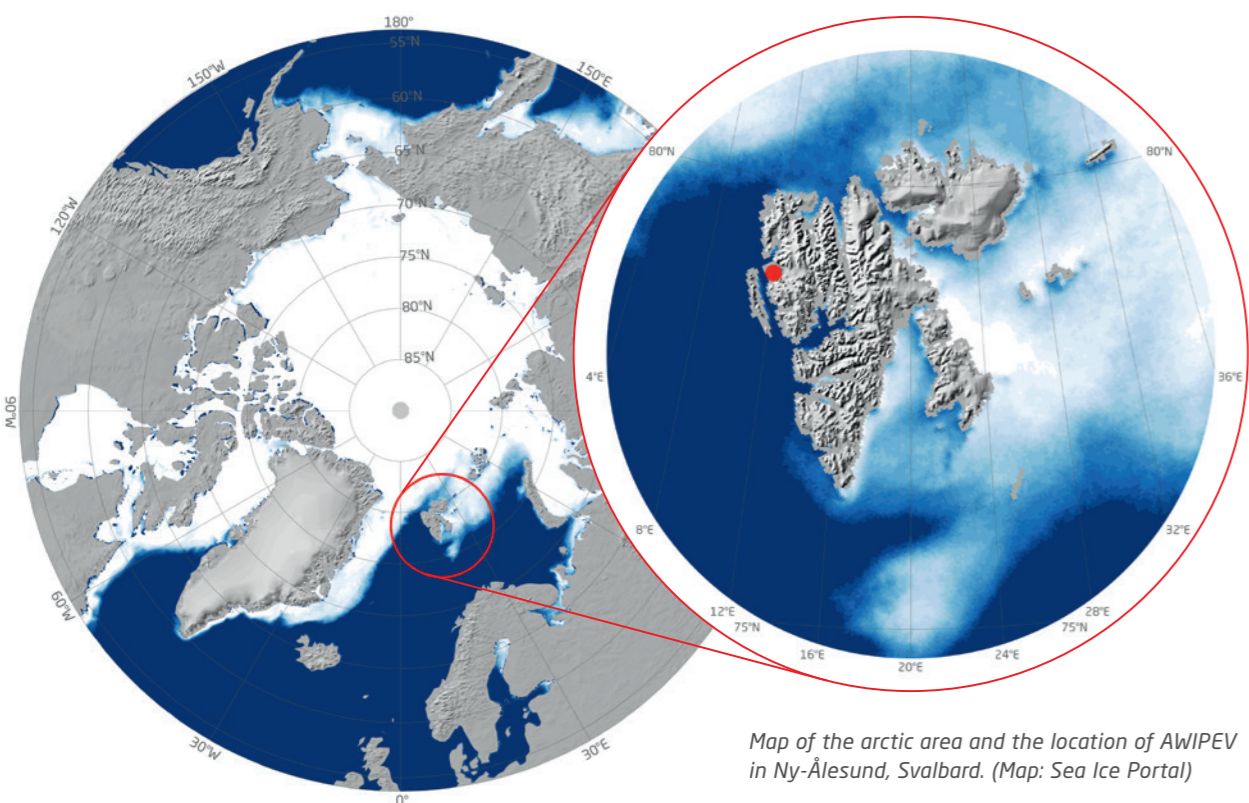 180°
55°N
150°W
150°E
60°N
65°N
120°W
70°N
75°N
80°N
85°N
90°W
60°W
30°W
30°E
0°
80°N
80°N
4°E
36°E
8°E
32°E
12°E
28°E
75°N
75°N
16°E
24°E
20°E
Map of the arctic area and the location of AWIPEV
in Ny-Ålesund, Svalbard. (Map: Sea Ice Portal)